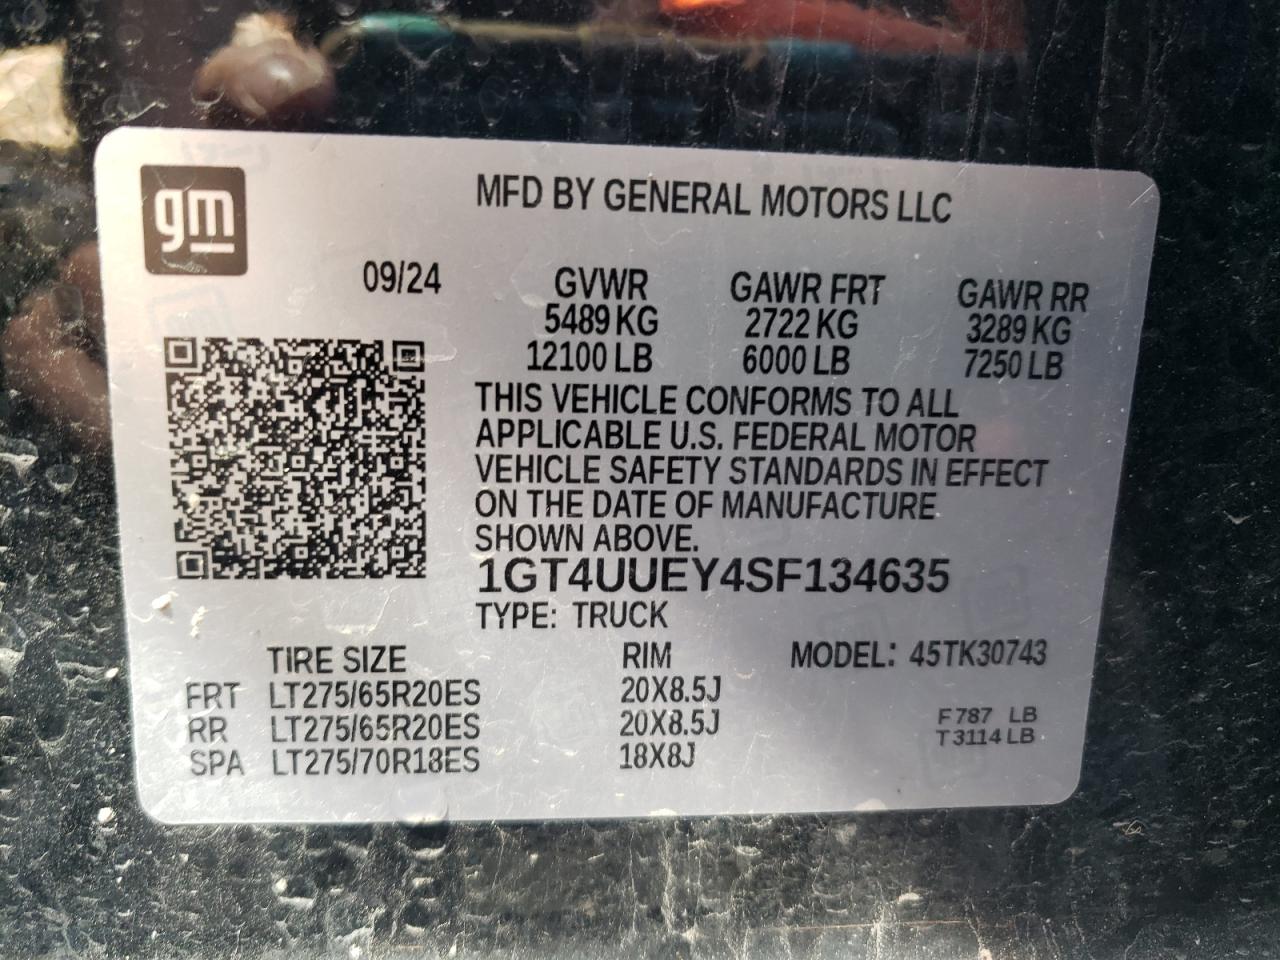 gm
MFD BY GENERAL MOTORS LLC
09/24 GVWR GAWR FRT GAWR RR
5489 KG 2722 KG 3289 KG
12100 LB 6000 LB 7250 LB
THIS VEHICLE CONFORMS TO ALL
APPLICABLE U.S. FEDERAL MOTOR
VEHICLE SAFETY STANDARDS IN EFFECT
ON THE DATE OF MANUFACTURE
SHOWN ABOVE.
1GT4UUEY4SF134635
TYPE: TRUCK
TIRE SIZE RIM MODEL: 45TK30743
FRT LT275/65R20ES 20X8.5J
RR LT275/65R20ES 20X8.5J
SPA LT275/70R18ES 18X8J
F 787 LB
T 3114 LB